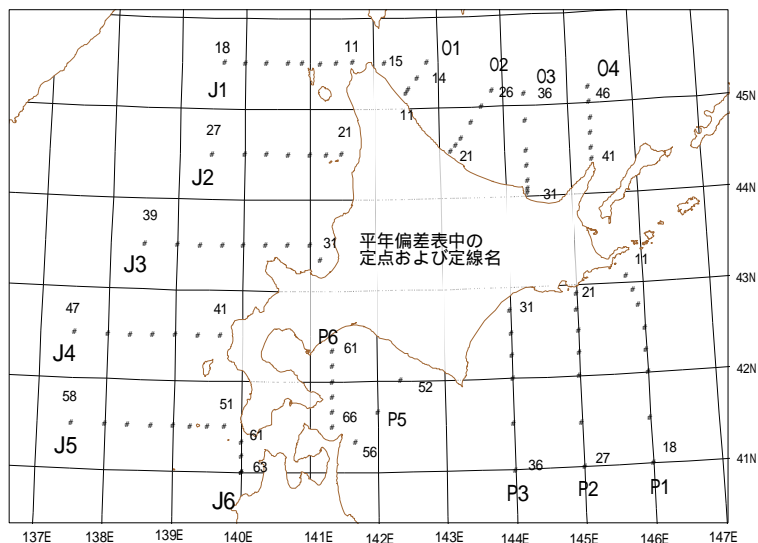 18
11
15
O1
J1
14
O2
O3
O4
26
36
46
45N
11
27
21
21
41
J2
31
44N
39
31
平年偏差表中の
定点および定線名
J3
11
43N
47
41
21
31
P6
J4
61
52
42N
58
51
66
P5
J5
61
56
18
63
36
27
41N
J6
P3
P2
P1
137E
138E
139E
140E
141E
142E
143E
144E
145E
146E
147E